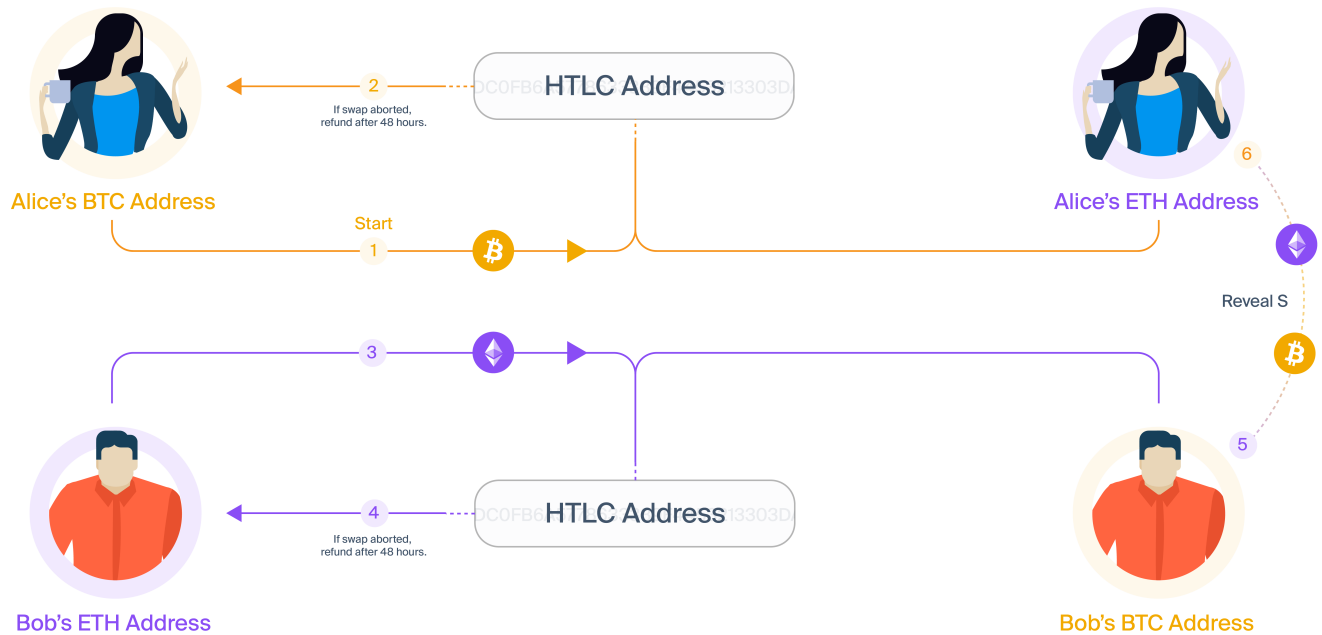 2
HTLC Address
If swap aborted,
refund after 48 hours.
6
Alice's BTC Address
Alice's ETH Address
Start
1
Reveal S
3
5
4
HTLC Address
If swap aborted,
refund after 48 hours.
Bob's ETH Address
Bob's BTC Address